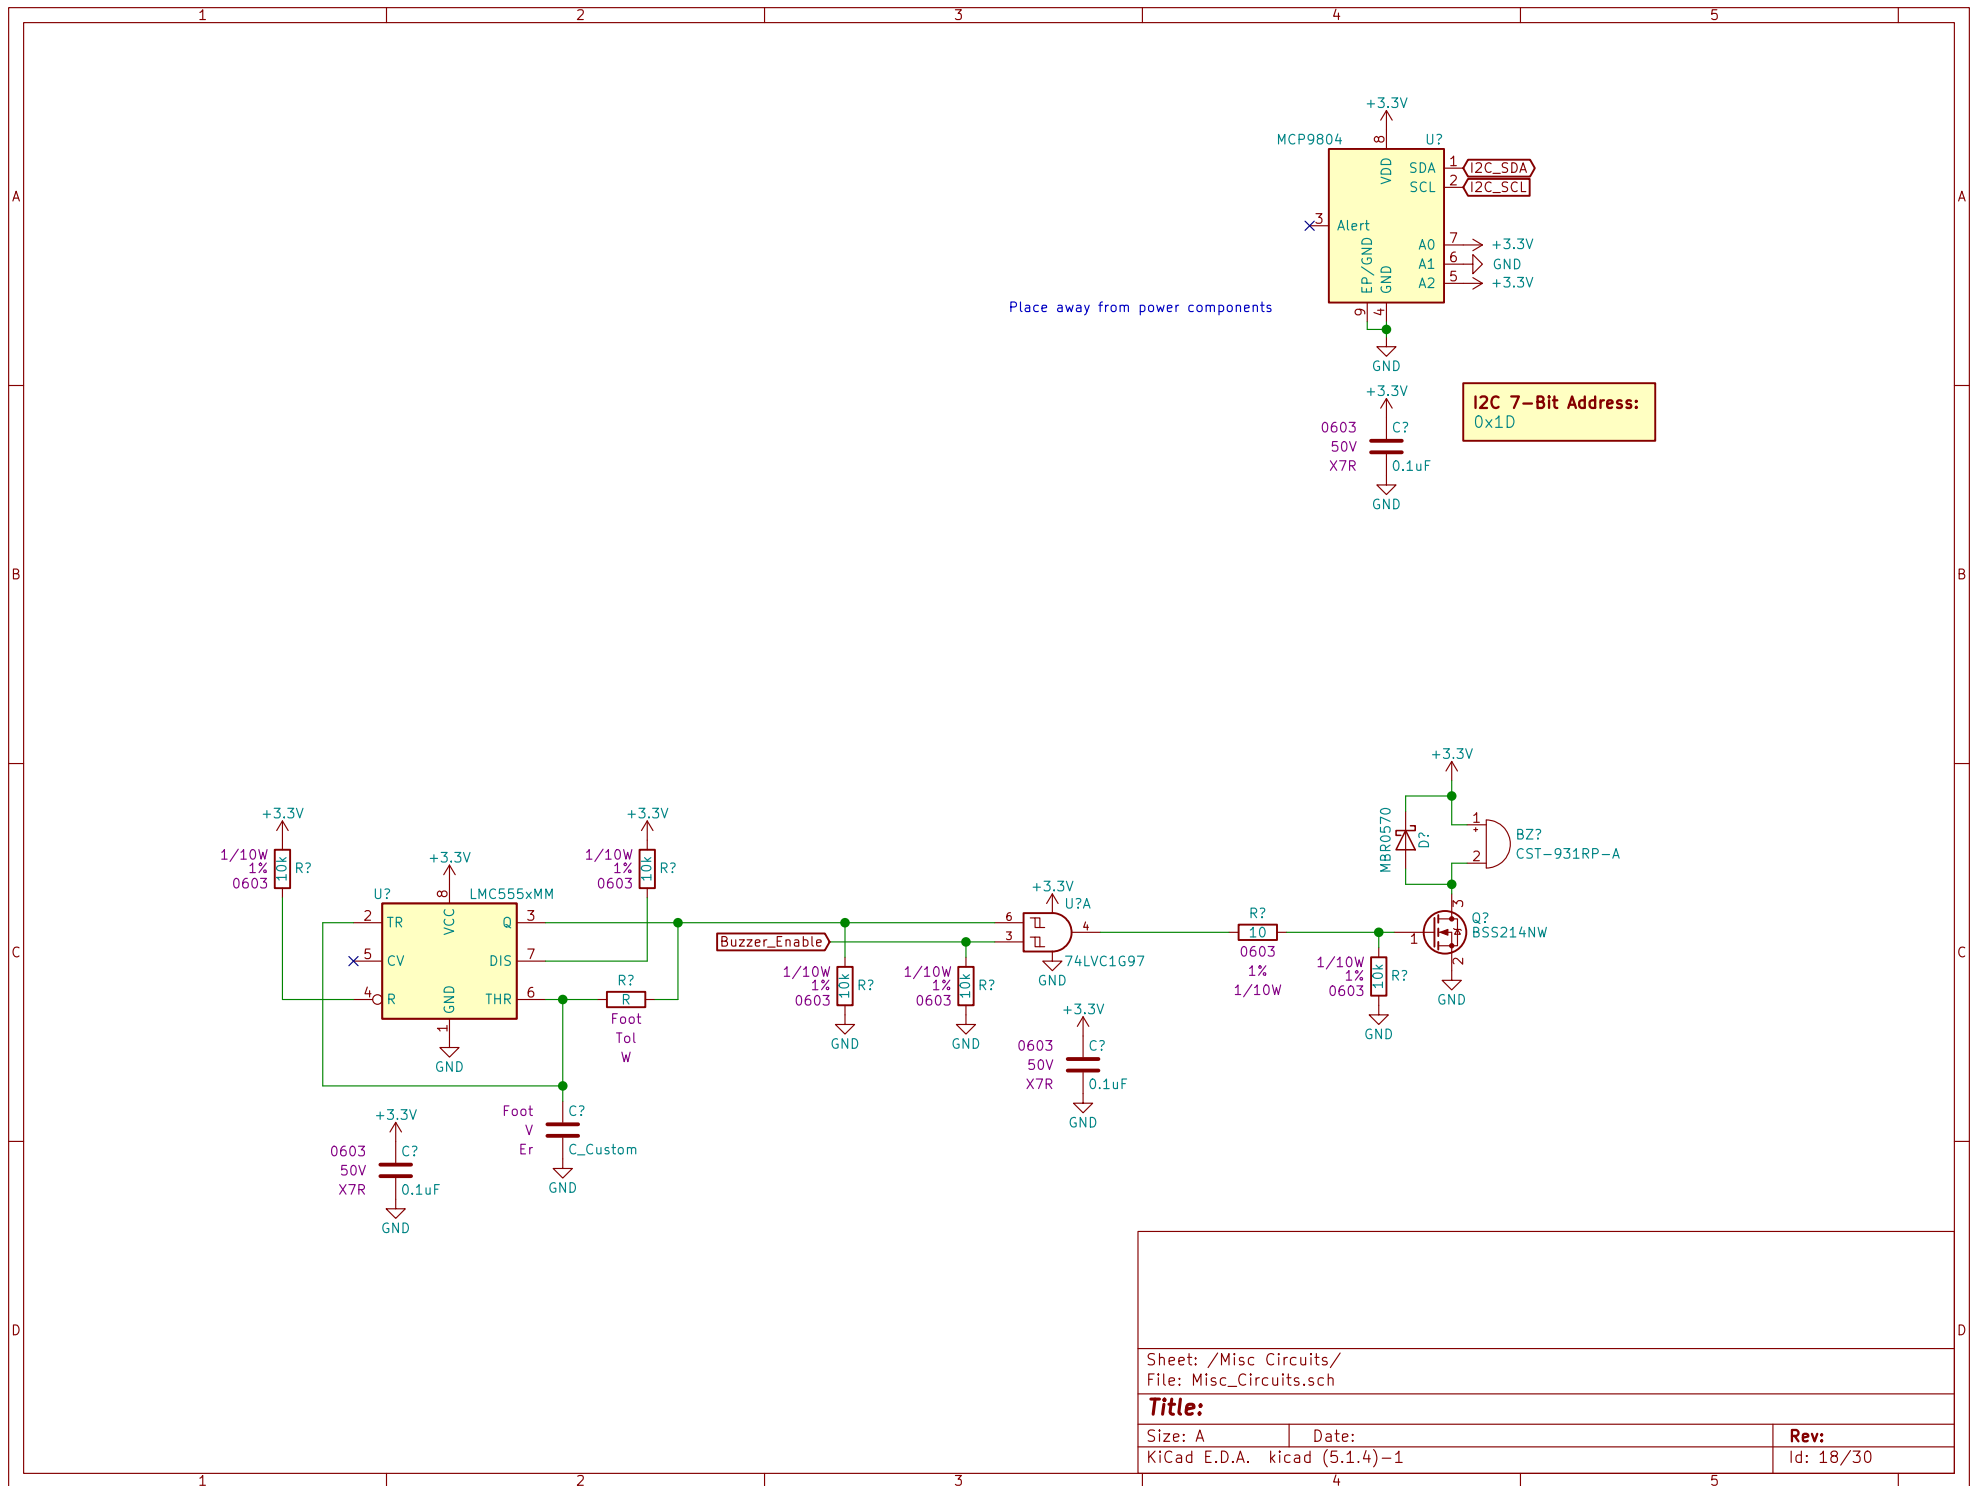 1 2 3 4 5
A A
B B
C C
D D
+3.3V
MCP9804 U?
8
VDD
SDA 1 I2C_SDA
SCL 2 I2C_SCL
3 Alert
A0 7 +3.3V
A1 6 GND
A2 5 +3.3V
EP/GND
GND
9 4
GND
Place away from power components
+3.3V
0603 C?
50V
X7R 0.1uF
GND
I2C 7-Bit Address:
0x1D
+3.3V
1/10W
1%
0603
10k
R?
+3.3V
U? LMC555xMM
8
VCC
2 TR
Q 3
5 CV
DIS 7
4 R
THR 6
GND
1
GND
+3.3V
1/10W
1%
0603
10k
R?
R?
R
Foot
Tol
W
Foot C?
V
Er C_Custom
GND
+3.3V
0603 C?
50V
X7R 0.1uF
GND
Buzzer_Enable
1/10W
1%
0603
10k
R?
GND
1/10W
1%
0603
10k
R?
GND
+3.3V
U?A
6
3
4
74LVC1G97
GND
+3.3V
0603 C?
50V
X7R 0.1uF
GND
R?
10
0603
1%
1/10W
1/10W
1%
0603
10k
R?
GND
+3.3V
MBR0570
D?
1
+
2
BZ?
CST-931RP-A
3
Q?
BSS214NW
1
2
GND
Sheet: /Misc Circuits/
File: Misc_Circuits.sch
Title:
Size: A Date: Rev:
KiCad E.D.A. kicad (5.1.4)-1 Id: 18/30
1 2 3 4 5